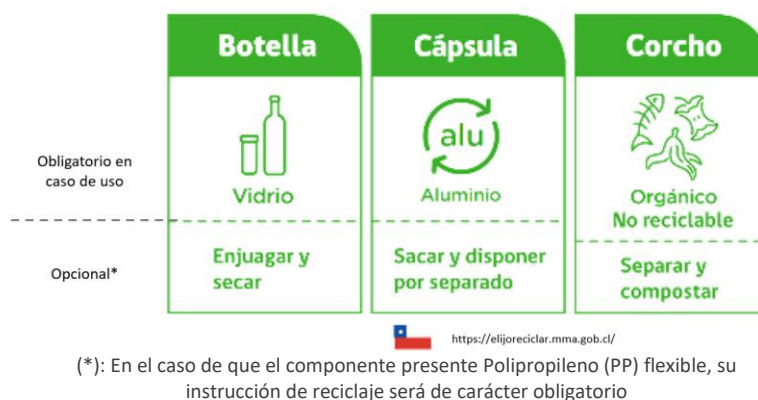 Botella
Cápsula
Corcho
Obligatorio en
caso de uso
Vidrio
alu
Aluminio
Orgánico
No reciclable
Opcional*
Enjuagar y
secar
Sacar y disponer
por separado
Separar y
compostar
https://elijoreciclar.mma.gob.cl/
(*): En el caso de que el componente presente Polipropileno (PP) flexible, su
instrucción de reciclaje será de carácter obligatorio